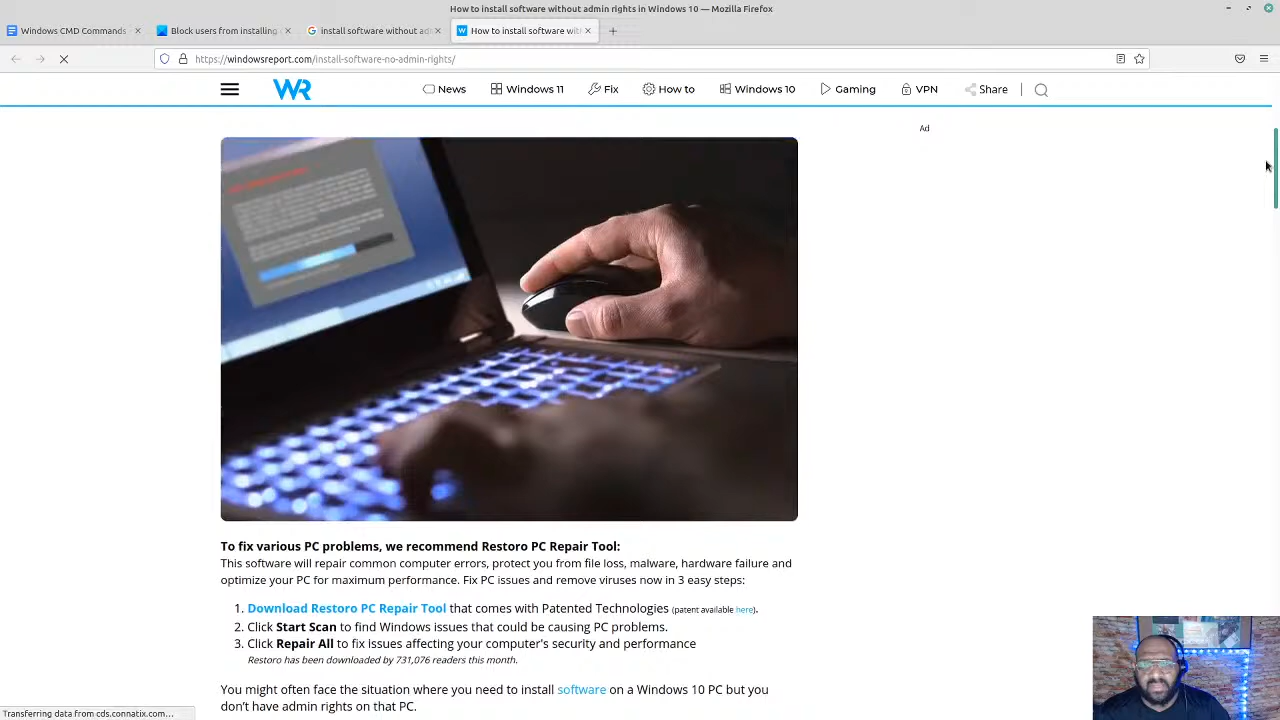 How to install software without admin rights in Windows 10 — Mozilla Firefox
Windows CMD Commands
Block users from installing
install software without ad
How to install software with
https://windowsreport.com/install-software-no-admin-rights/
WR
News
Windows 11
Fix
How to
Windows 10
Gaming
VPN
Share
Ad
To fix various PC problems, we recommend Restoro PC Repair Tool:
This software will repair common computer errors, protect you from file loss, malware, hardware failure and
optimize your PC for maximum performance. Fix PC issues and remove viruses now in 3 easy steps:
1. Download Restoro PC Repair Tool that comes with Patented Technologies (patent available here).
2. Click Start Scan to find Windows issues that could be causing PC problems.
3. Click Repair All to fix issues affecting your computer's security and performance
Restoro has been downloaded by 731,076 readers this month.
You might often face the situation where you need to install software on a Windows 10 PC but you
don't have admin rights on that PC.
Transferring data from cds.connatix.com...